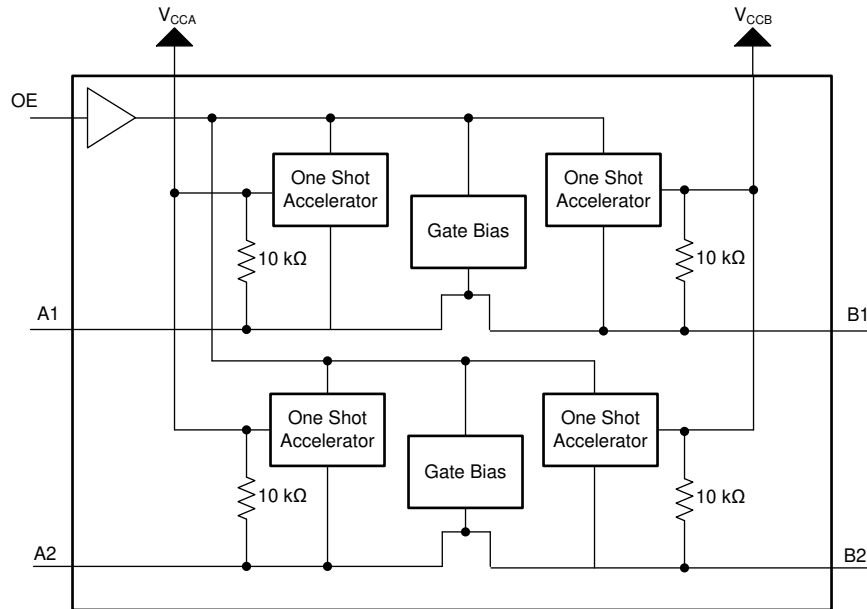 VCCA
VCCB
OE
One Shot
Accelerator
One Shot
Accelerator
Gate Bias
10 kΩ
10 kΩ
A1
B1
One Shot
Accelerator
One Shot
Accelerator
Gate Bias
10 kΩ
10 kΩ
A2
B2